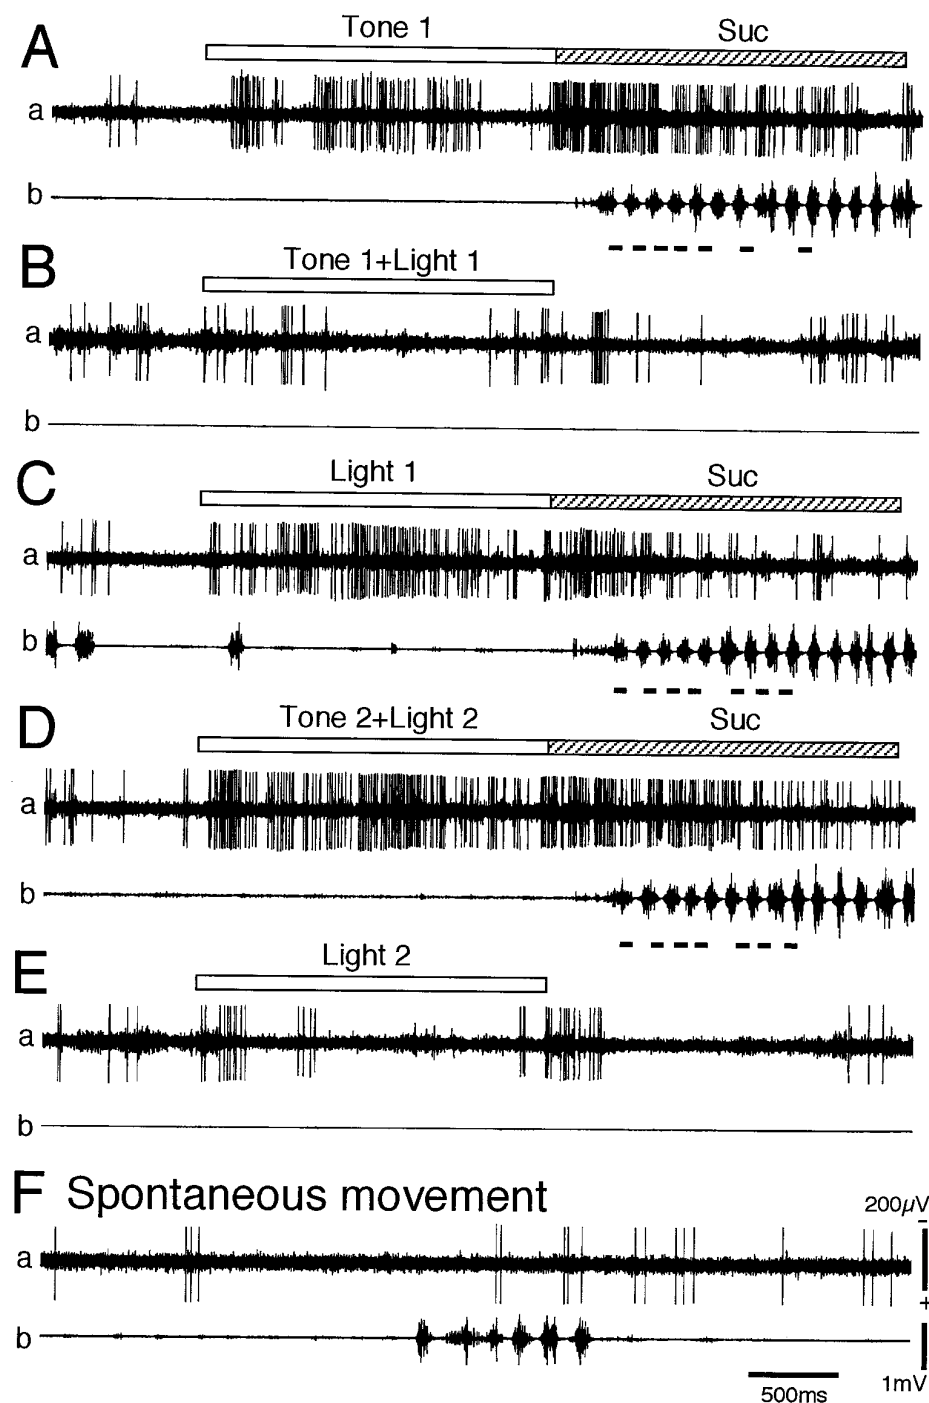 A
Tone 1
Suc
a
b
B
Tone 1+Light 1
a
b
C
Light 1
Suc
a
b
D
Tone 2+Light 2
Suc
a
b
E
Light 2
a
b
F Spontaneous movement
200µV
-
a
+
b
1mV
500ms